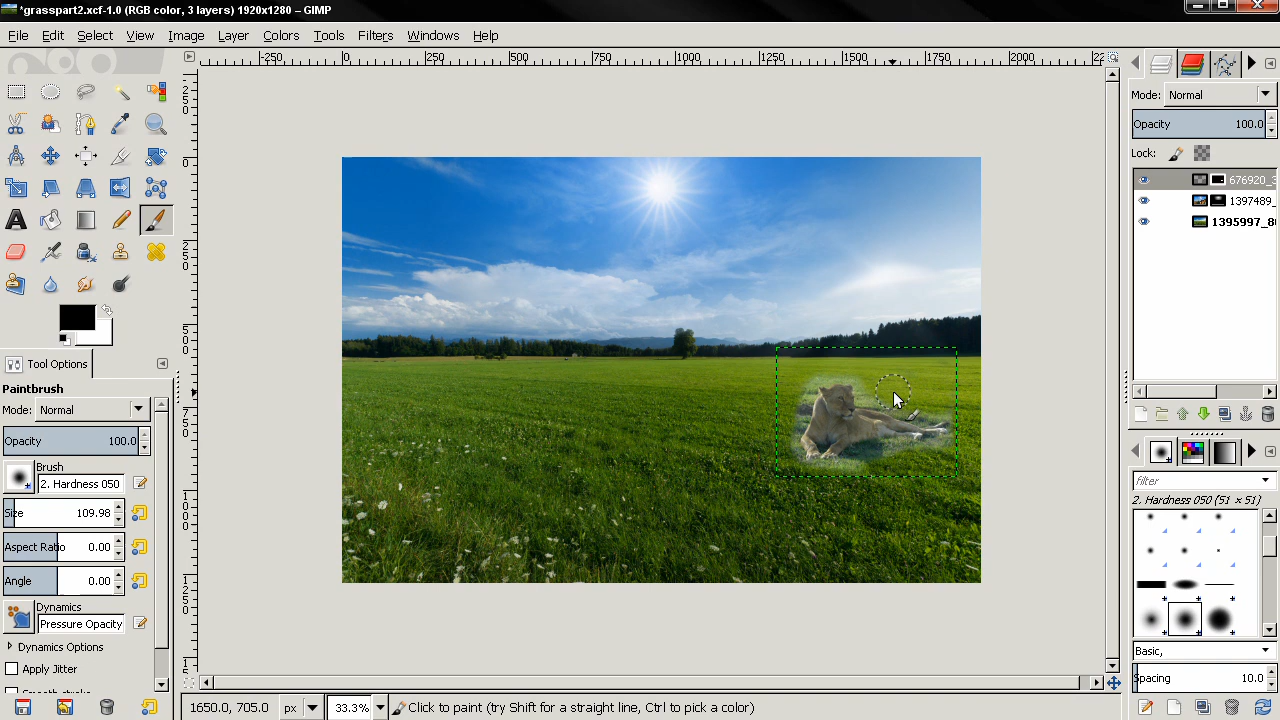 *grasspart2.xcf-1.0 (RGB color, 3 layers) 1920x1280 – GIMP
File Edit Select View Image Layer Colors Tools Filters Windows Help
-250 0 250 500 750 1000 1250 1500 1750 2000
Mode: Normal
Opacity 100.0
Lock:
676920_3
1397489_
1395997_8
Tool Options
Paintbrush
Mode: Normal
Opacity 100.0
Brush
2. Hardness 050
Size 109.98
Aspect Ratio 0.00
Angle 0.00
Dynamics
Pressure Opacity
Dynamics Options
Apply Jitter
filter
2. Hardness 050 (51 × 51)
Basic,
Spacing 10.0
1650.0, 705.0 px 33.3% Click to paint (try Shift for a straight line, Ctrl to pick a color)